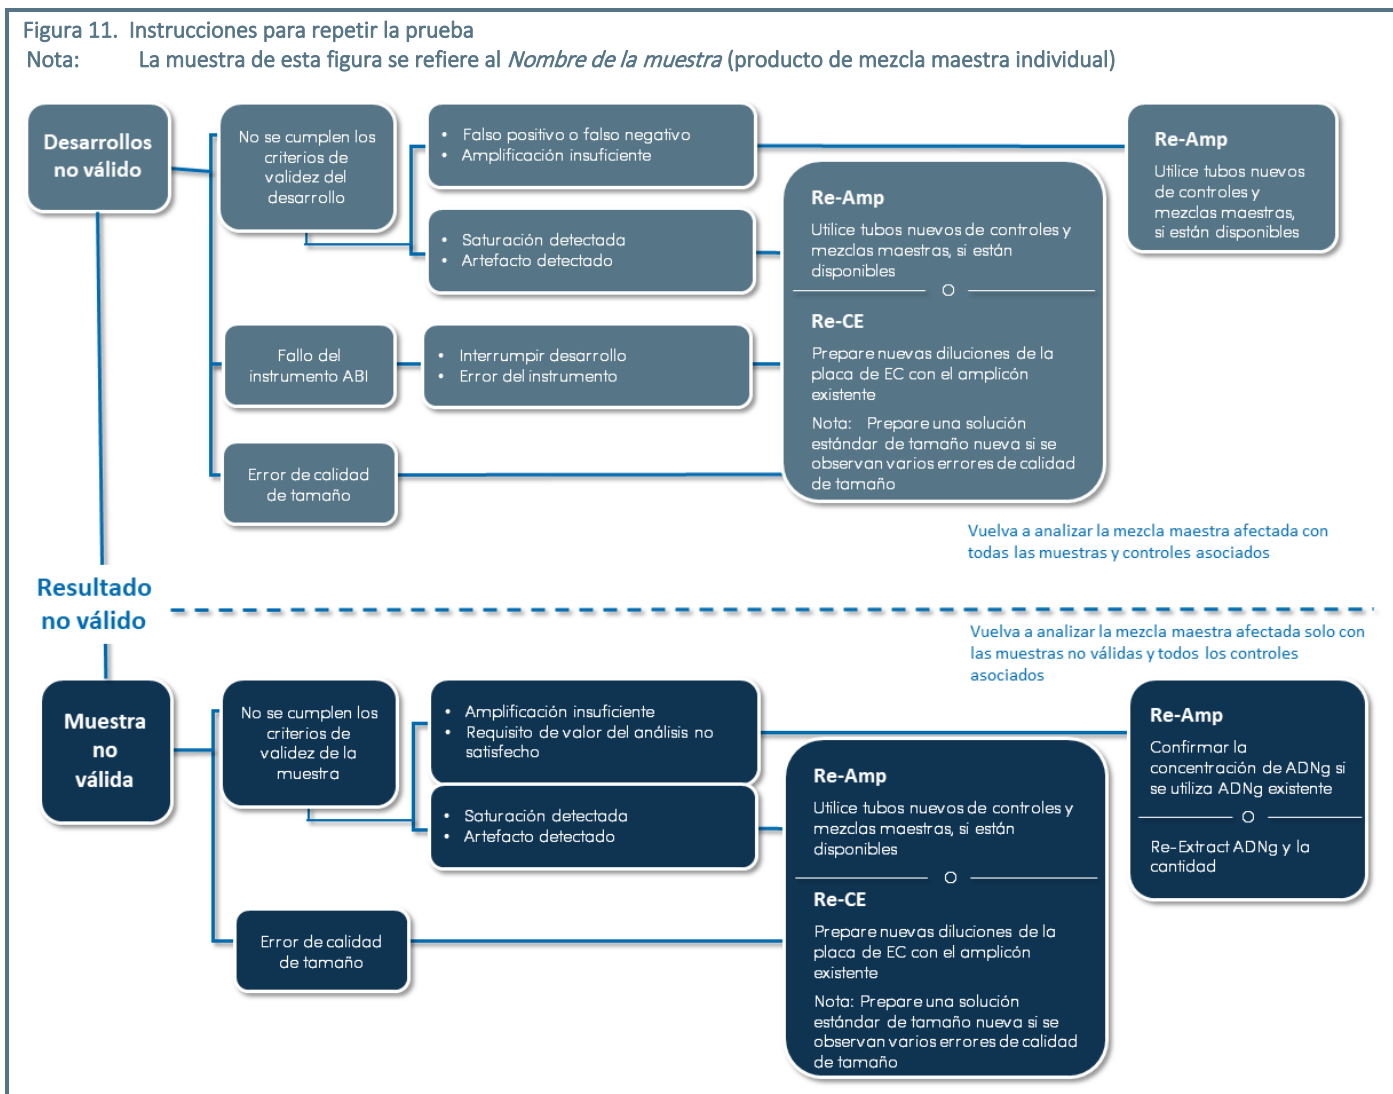 Figura 11. Instrucciones para repetir la prueba
Nota: La muestra de esta figura se refiere al Nombre de la muestra (producto de mezcla maestra individual)
Desarrollos
no válido
No se cumplen los
criterios de
validez del
desarrollo
• Falso positivo o falso negativo
• Amplificación insuficiente
Re-Amp
Utilice tubos nuevos
de controles y
mezclas maestras,
si están disponibles
• Saturación detectada
• Artefacto detectado
Re-Amp
Utilice tubos nuevos de controles y
mezclas maestras, si están
disponibles
O
Re-CE
Prepare nuevas diluciones de la
placa de EC con el amplicón
existente
Nota: Prepare una solución
estándar de tamaño nueva si se
observan varios errores de calidad
de tamaño
Fallo del
instrumento ABI
• Interrumpir desarrollo
• Error del instrumento
Error de calidad
de tamaño
Vuelva a analizar la mezcla maestra afectada con
todas las muestras y controles asociados
Resultado
no válido
Vuelva a analizar la mezcla maestra afectada solo con
las muestras no válidas y todos los controles
asociados
Muestra
no
válida
No se cumplen los
criterios de
validez de la
muestra
• Amplificación insuficiente
• Requisito de valor del análisis no
satisfecho
Re-Amp
Confirmar la
concentración de ADNg si
se utiliza ADNg existente
O
Re-Extract ADNg y la
cantidad
• Saturación detectada
• Artefacto detectado
Re-Amp
Utilice tubos nuevos de controles y
mezclas maestras, si están
disponibles
O
Re-CE
Prepare nuevas diluciones de la
placa de EC con el amplicón
existente
Nota: Prepare una solución
estándar de tamaño nueva si se
observan varios errores de calidad
de tamaño
Error de calidad
de tamaño